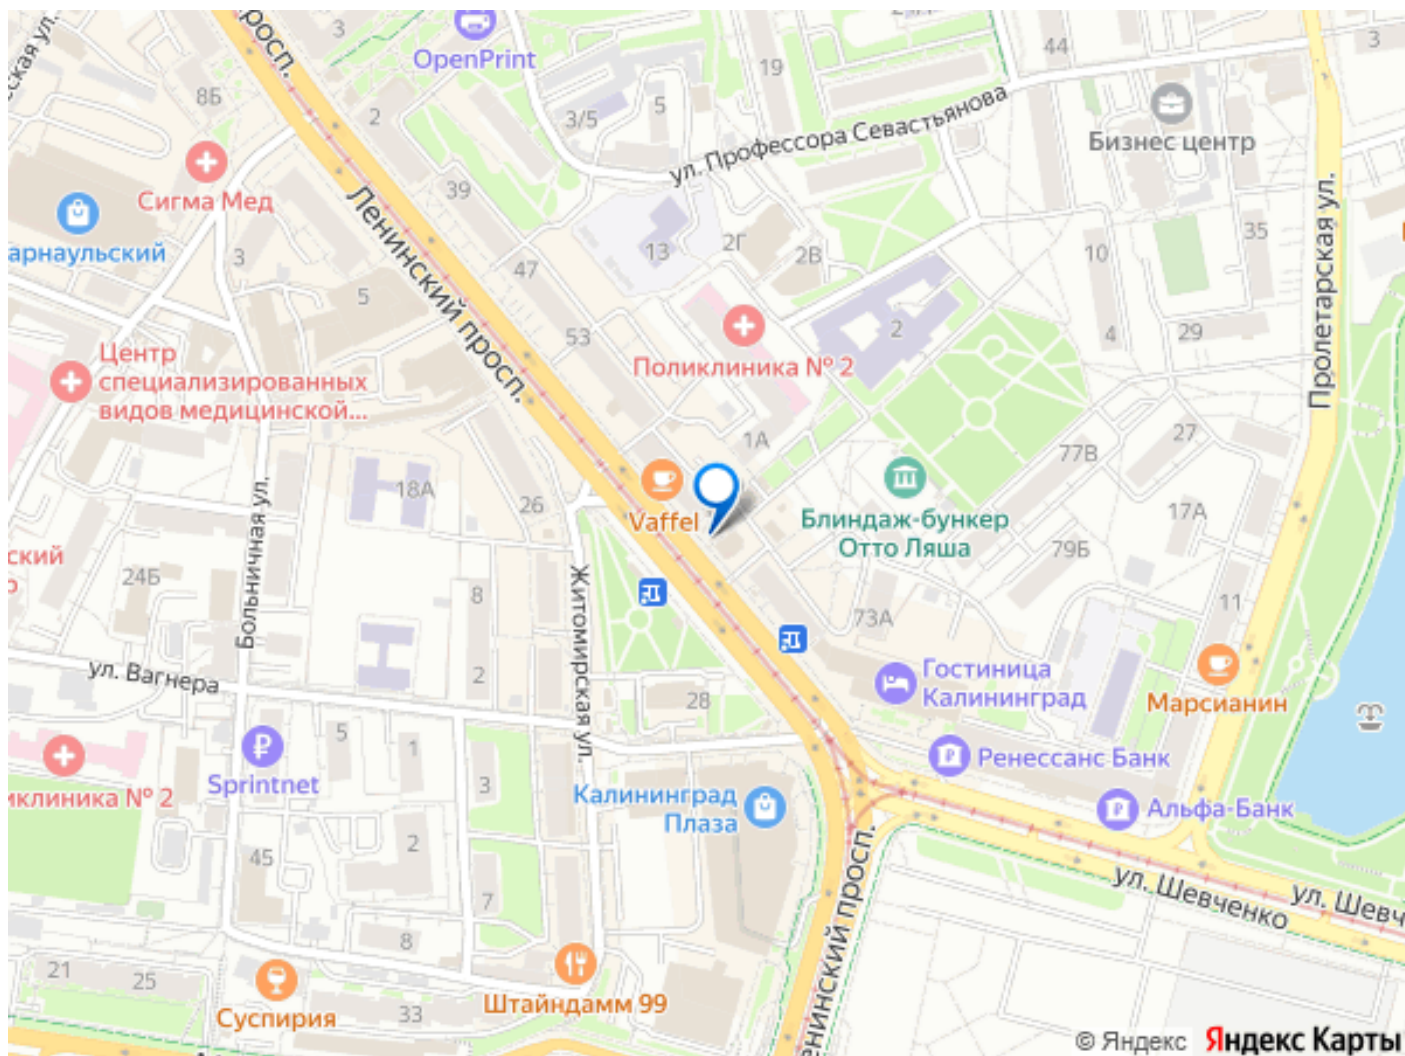 ская ул.
просп.
3
OpenPrint
19
44
3
8Б
2
3/5
5
ул. Профессора Севастьянова
Бизнес центр
Сигма Мед
39
Ленинский просп.
13
2Г
2В
10
35
Пролетарская ул.
арнаульский
3
5
47
53
Поликлиника № 2
2
4
29
Центр
специализированных
видов медицинской...
1А
77В
27
18А
26
Vaffel
Блиндаж-бункер
Отто Ляша
17А
79Б
ский
24Б
Больничная ул.
8
Житомирская ул.
73А
11
ул. Вагнера
2
28
Гостиница
Калининград
Марсианин
5
1
Sprintnet
3
Ренессанс Банк
иклиника № 2
Калининград
Плаза
Альфа-Банк
45
2
7
8
Ленинский просп.
ул. Шевченко
ул. Шевч
21
25
Суспирия
33
Штайндамм 99
© Яндекс Яндекс Карты